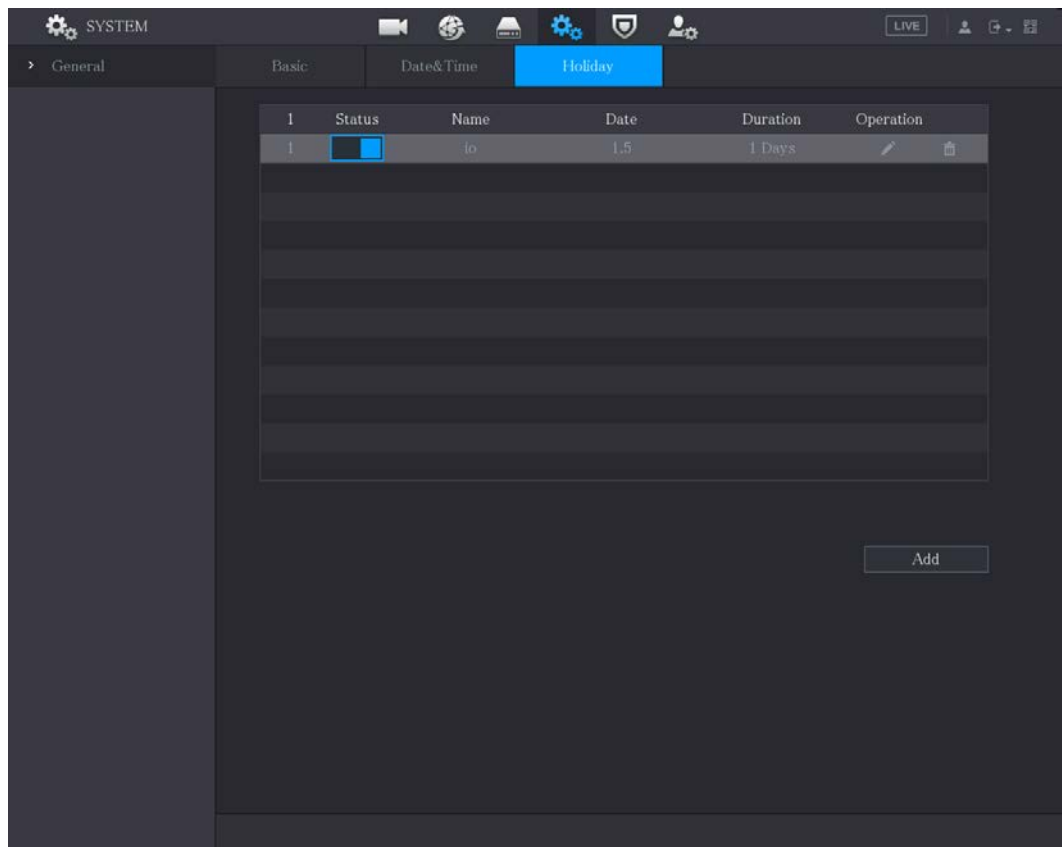 SYSTEM LIVE
General Basic Date&Time Holiday
1 Status Name Date Duration Operation
1 io 1.5 1 Days
Add